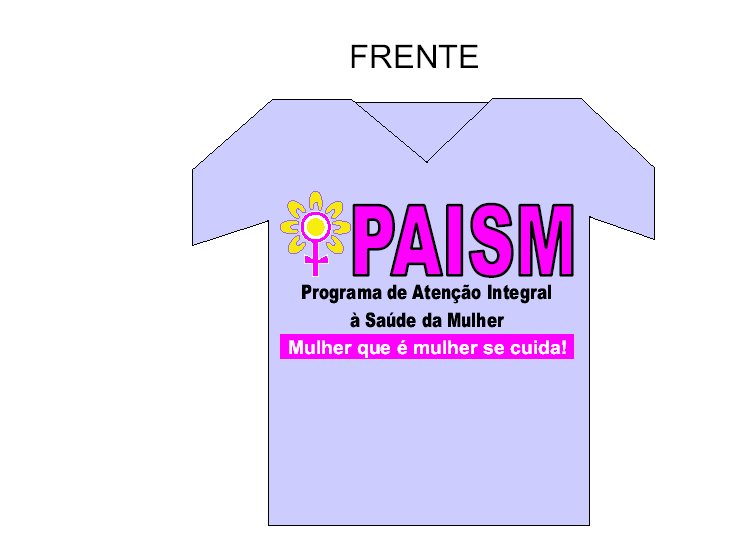 FRENTE
PAISM
Programa de Atenção Integral
à Saúde da Mulher
Mulher que é mulher se cuida!